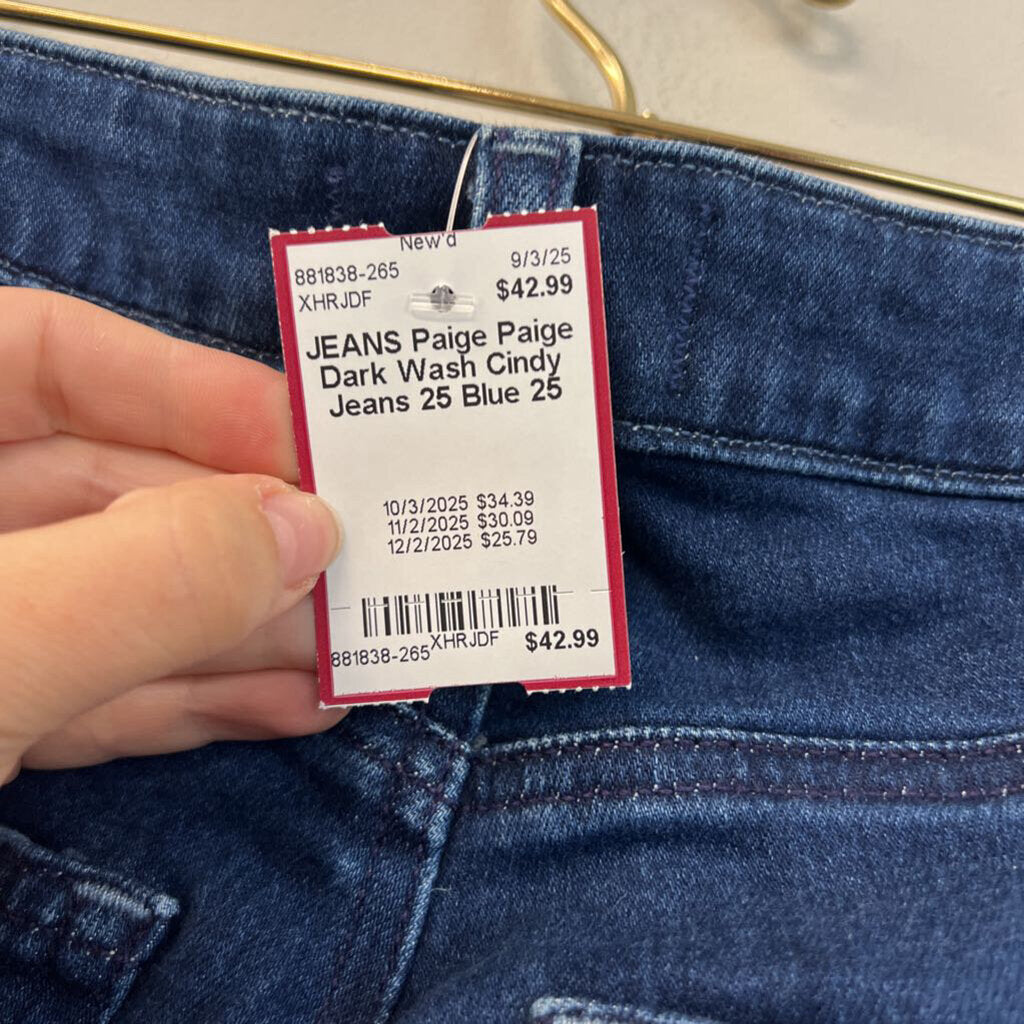 New'd
881838-265 9/3/25
XHRJDF $42.99
JEANS Paige Paige
Dark Wash Cindy
Jeans 25 Blue 25
10/3/2025 $34.39
11/2/2025 $30.09
12/2/2025 $25.79
881838-265 XHRJDF $42.99